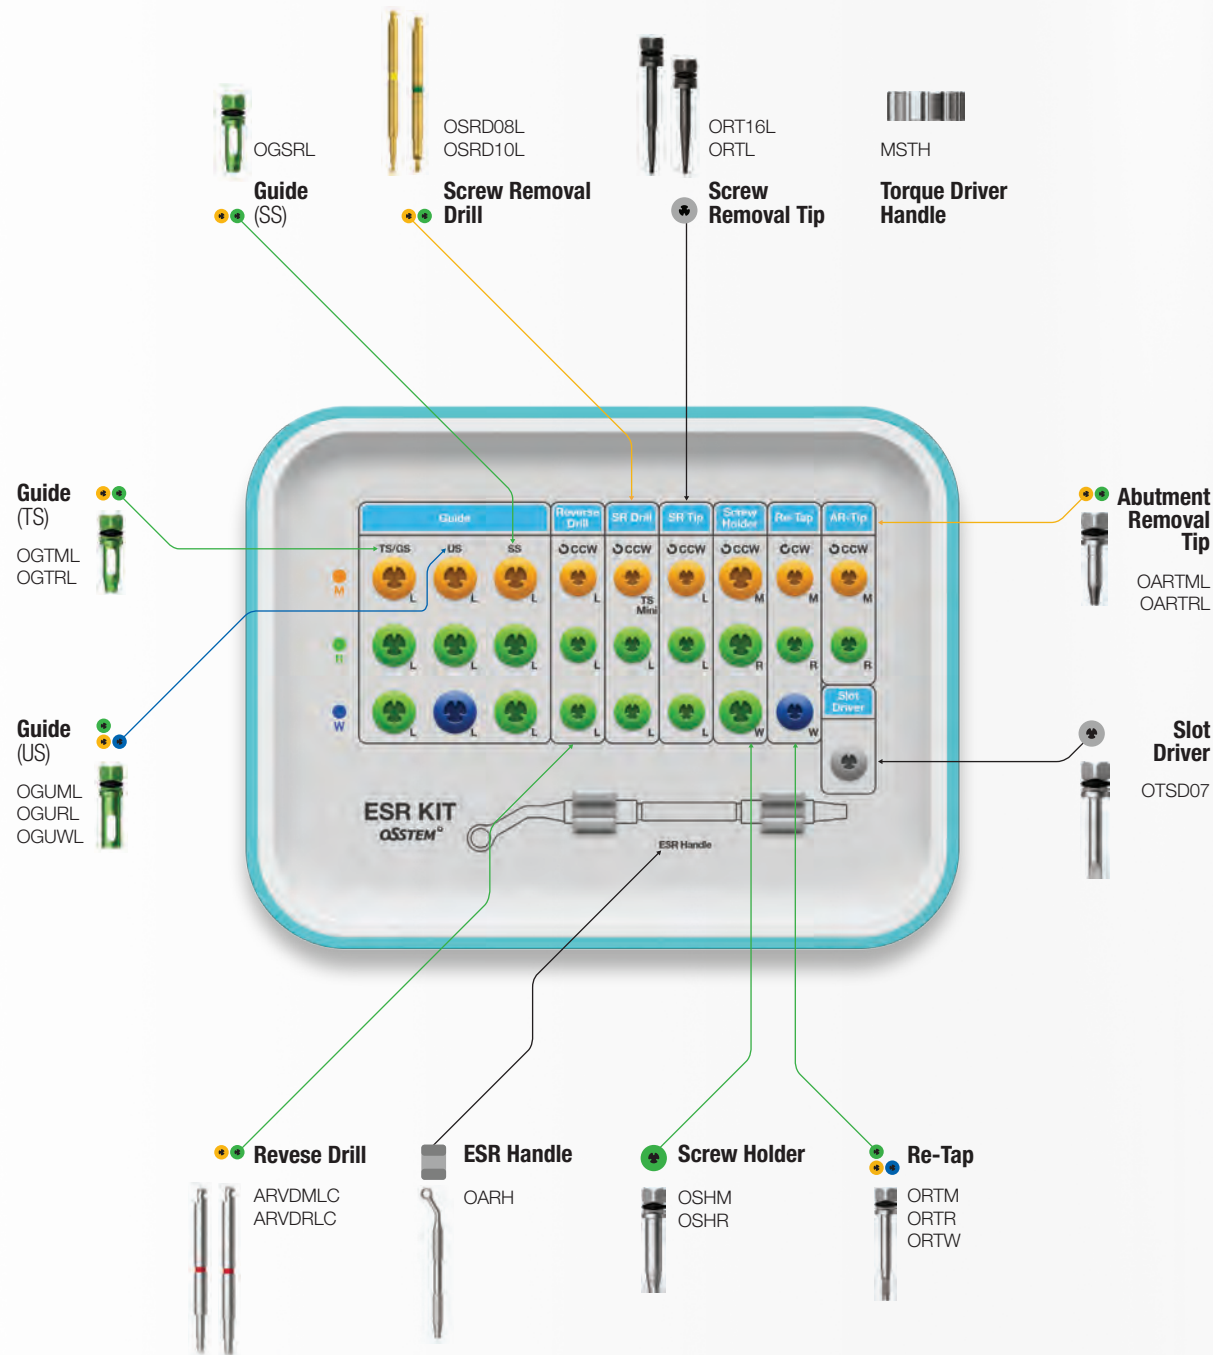 OGSRL
Guide
(SS)
OSRD08L
OSRD10L
Screw Removal
Drill
ORT16L
ORTL
Screw
Removal Tip
MSTH
Torque Driver
Handle
Guide
(TS)
OGTML
OGTRL
Guide
(US)
OGUML
OGURL
OGUWL
Abutment
Removal
Tip
OARTML
OARTRL
Slot
Driver
OTSD07
Guide
Reverse
Drill
SR Drill
SR Tip
Screw
Holder
Re-Tap
AR-Tip
TS/GS
US
SS
CCW
CCW
CCW
CCW
CW
CCW
M
L
L
L
L
TS
Mini
L
M
M
M
R
L
L
L
L
L
L
R
R
R
W
L
L
L
L
L
L
W
W
Slot
Driver
ESR KIT
OSSTEM
ESR Handle
Revese Drill
ARVDMLC
ARVDRLC
ESR Handle
OARH
Screw Holder
OSHM
OSHR
Re-Tap
ORTM
ORTR
ORTW